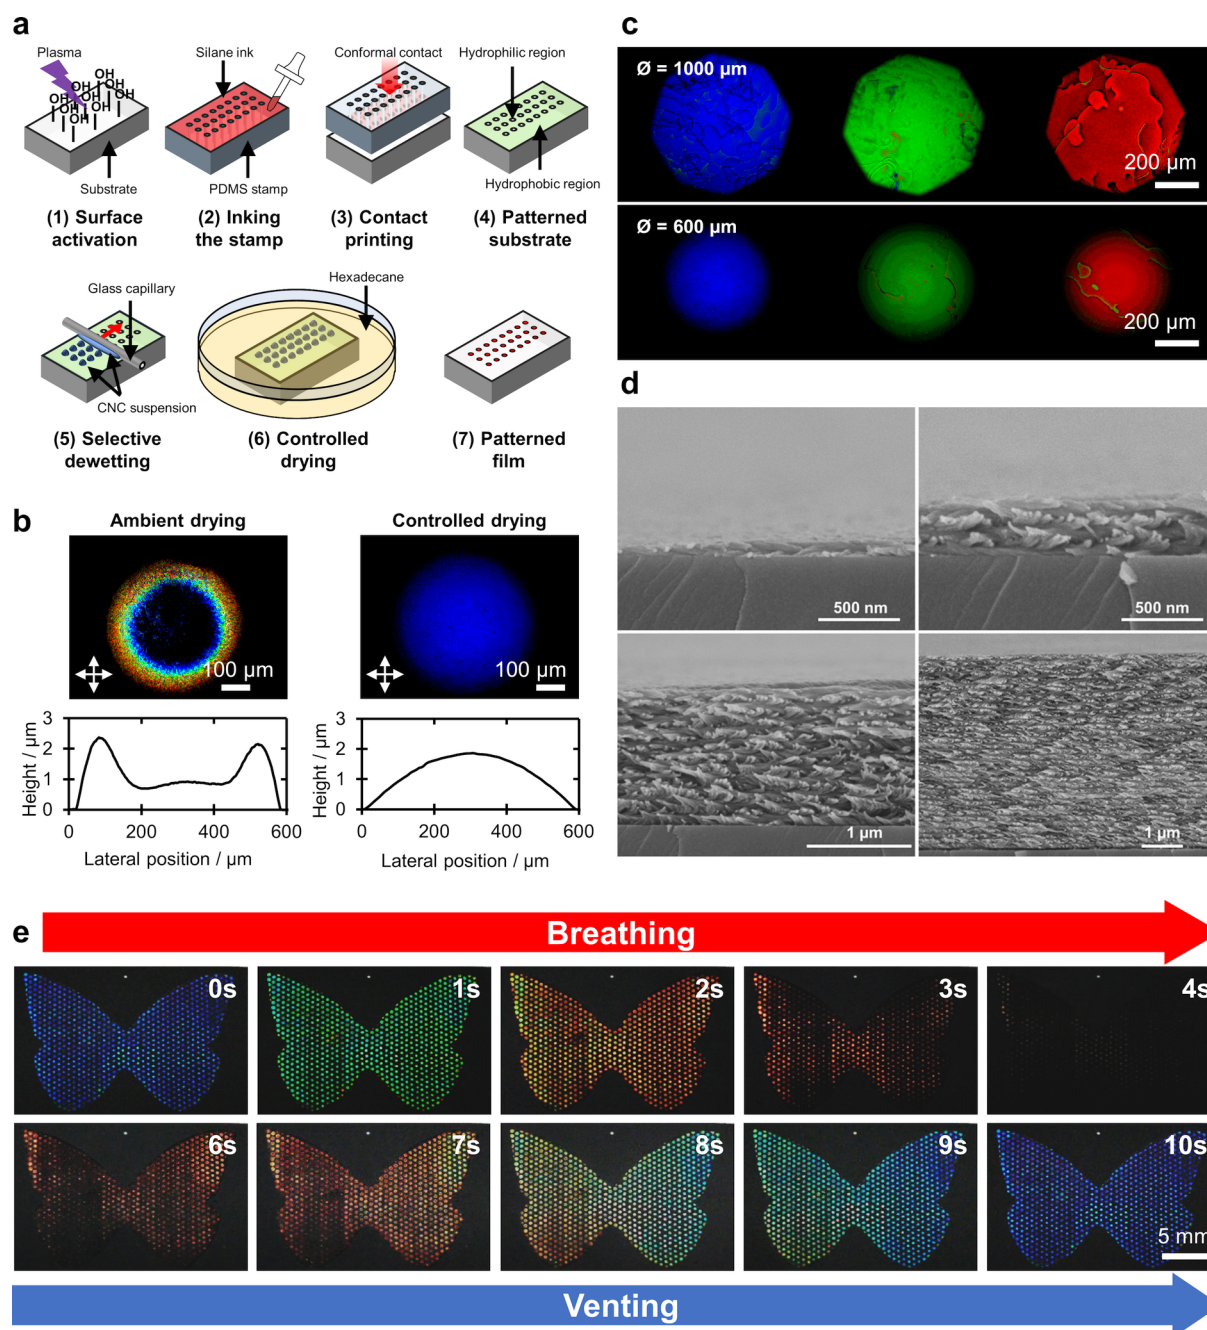 a
Plasma
OH
OH OH
OH OH
OH OH
OH
Substrate
(1) Surface
activation
Silane ink
PDMS stamp
(2) Inking
the stamp
Conformal contact
(3) Contact
printing
Hydrophilic region
Hydrophobic region
(4) Patterned
substrate
Glass capillary
CNC suspension
(5) Selective
dewetting
Hexadecane
(6) Controlled
drying
(7) Patterned
film
b
Ambient drying
100 µm
Height / µm
3
2
1
0
0 200 400 600
Lateral position / µm
Controlled drying
100 µm
Height / µm
3
2
1
0
0 200 400 600
Lateral position / µm
c
Ø = 1000 µm
200 µm
Ø = 600 µm
200 µm
d
500 nm
500 nm
1 µm
1 µm
e
Breathing
0s
1s
2s
3s
4s
6s
7s
8s
9s
10s
5 mm
Venting